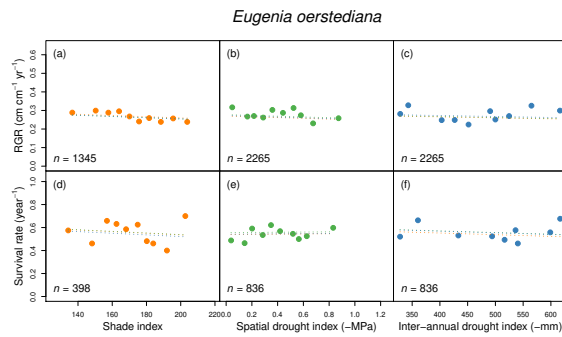 Eugenia oerstediana
(a) (b) (c)
RGR (cm cm⁻¹ yr⁻¹)
0.0 0.1 0.2 0.3 0.4 0.5 0.6
n = 1345 n = 2265 n = 2265
(d) (e) (f)
Survival rate (year⁻¹)
0.0 0.2 0.4 0.6 0.8 1.0
n = 398 n = 836 n = 836
140 160 180 200 220 0.0 0.2 0.4 0.6 0.8 1.0 1.2 350 400 450 500 550 600
Shade index Spatial drought index (−MPa) Inter−annual drought index (−mm)